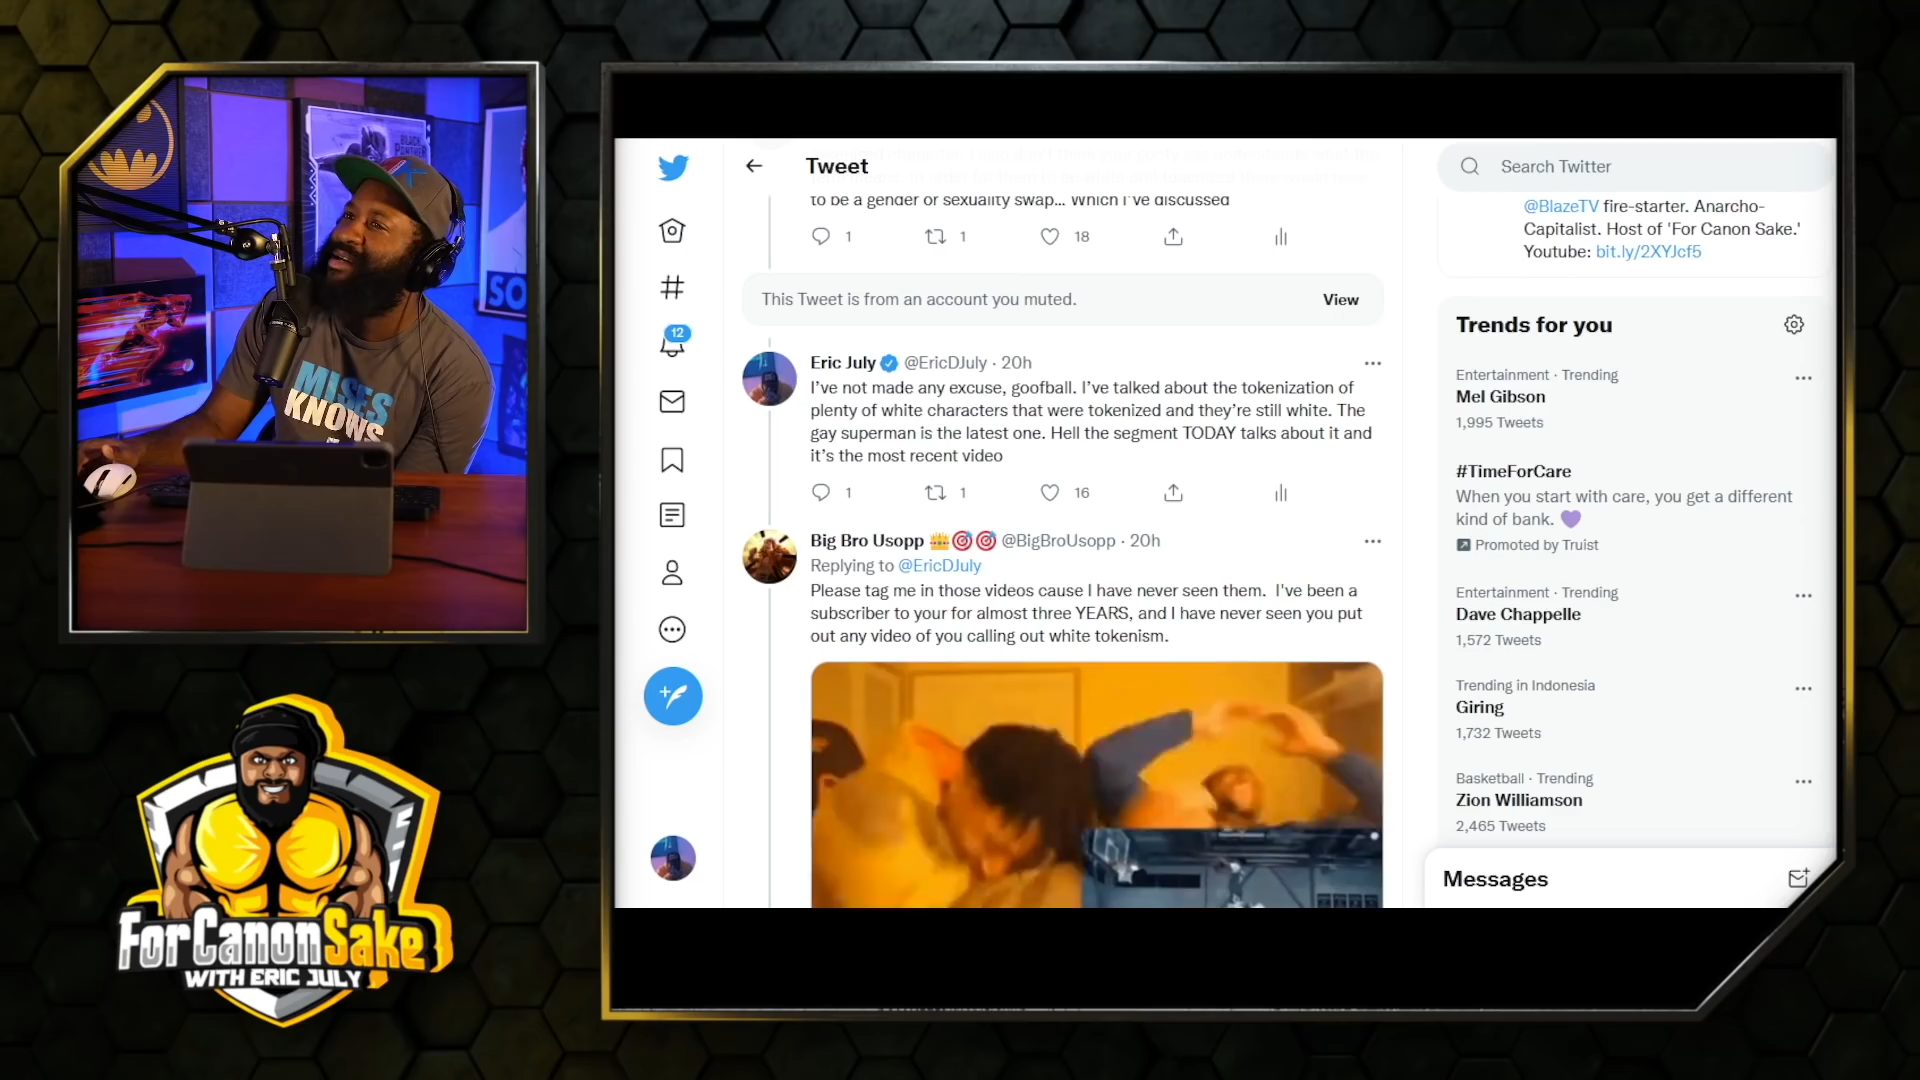 BLACK
PANTHER
SO
MISES
KNOWS
ForCanonSake
WITH ERIC JULY
Tweet
to be a gender or sexuality swap... Which I've discussed
1
1
18
This Tweet is from an account you muted.
View
12
Eric July @EricDJuly · 20h
I've not made any excuse, goofball. I've talked about the tokenization of
plenty of white characters that were tokenized and they're still white. The
gay superman is the latest one. Hell the segment TODAY talks about it and
it's the most recent video
1
1
16
Big Bro Usopp 👑🎯🎯 @BigBroUsopp · 20h
Replying to @EricDJuly
Please tag me in those videos cause I have never seen them. I've been a
subscriber to your for almost three YEARS, and I have never seen you put
out any video of you calling out white tokenism.
Search Twitter
@BlazeTV fire-starter. Anarcho-
Capitalist. Host of 'For Canon Sake.'
Youtube: bit.ly/2XYJcf5
Trends for you
Entertainment · Trending
Mel Gibson
1,995 Tweets
#TimeForCare
When you start with care, you get a different
kind of bank. 💜
Promoted by Truist
Entertainment · Trending
Dave Chappelle
1,572 Tweets
Trending in Indonesia
Giring
1,732 Tweets
Basketball · Trending
Zion Williamson
2,465 Tweets
Messages